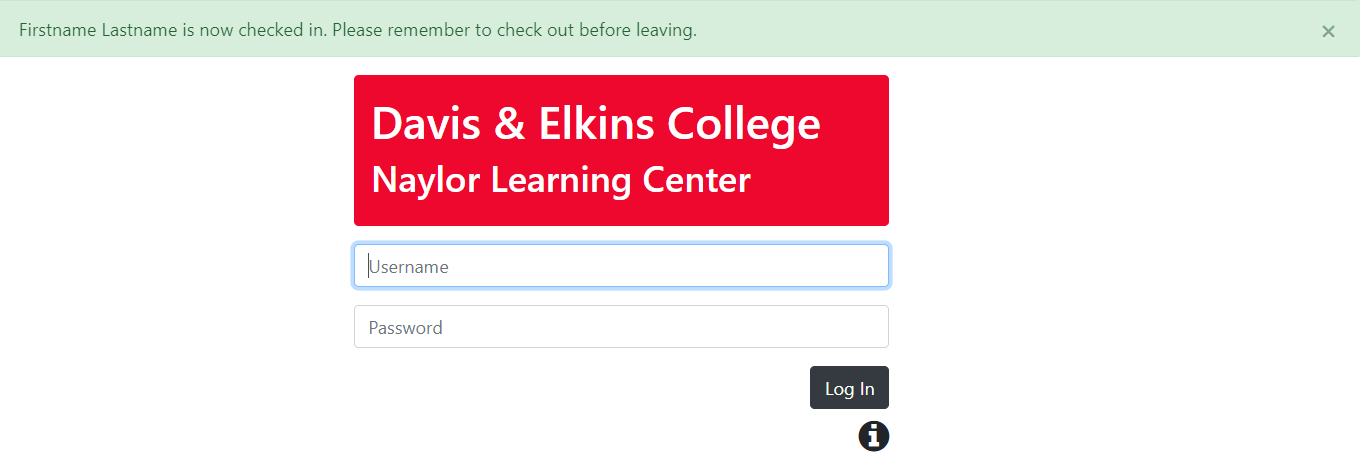 Firstname Lastname is now checked in. Please remember to check out before leaving. ×
Davis & Elkins College
Naylor Learning Center
Username
Password
Log In